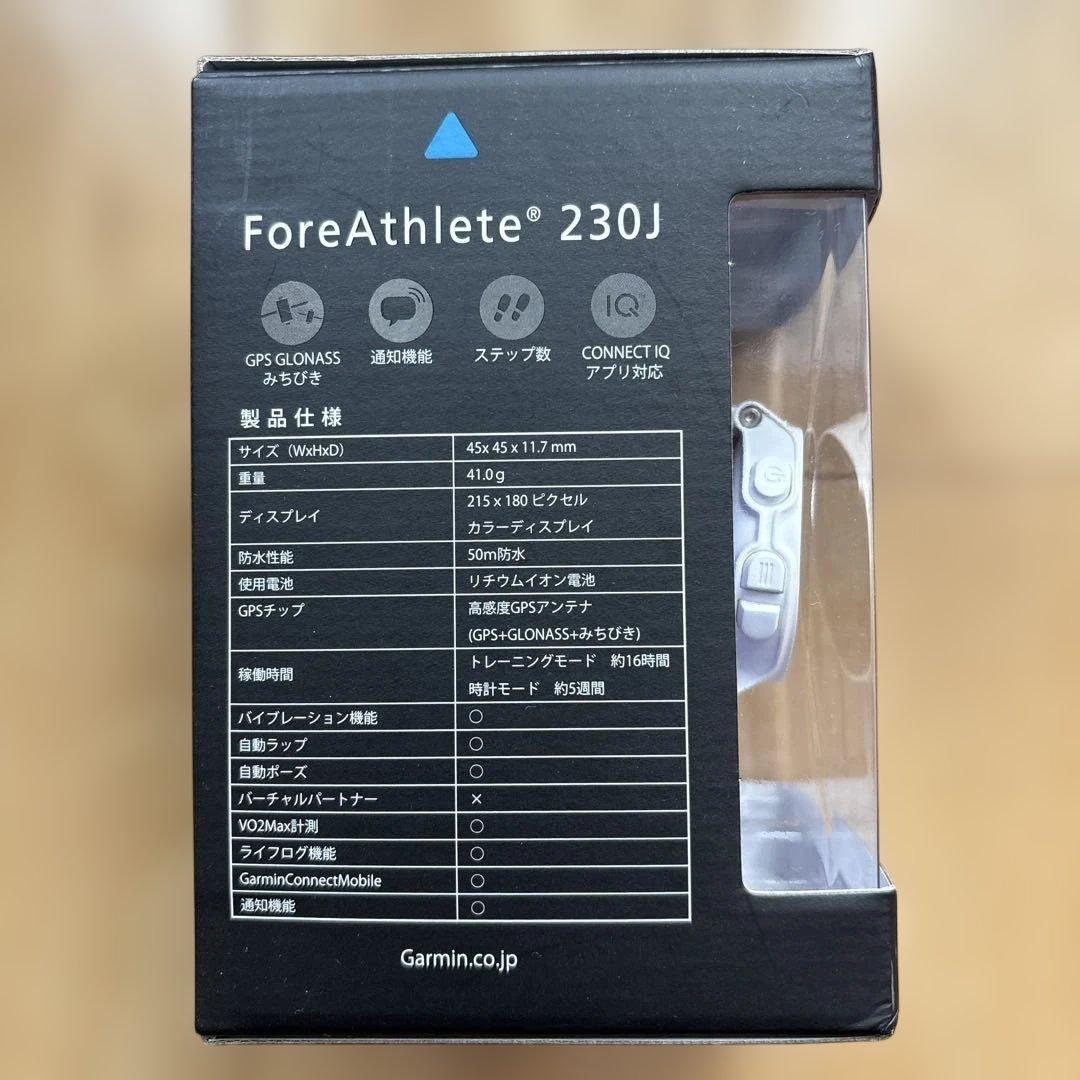 ForeAthlete® 230J
IQ
GPS GLONASS
みちびき
通知機能
ステップ数
CONNECT IQ
アプリ対応
製品仕様
サイズ（WxHxD） 45x 45 x 11.7 mm
重量 41.0 g
ディスプレイ 215 x 180 ピクセル
カラーディスプレイ
防水性能 50m防水
使用電池 リチウムイオン電池
GPSチップ 高感度GPSアンテナ
(GPS+GLONASS+みちびき)
稼働時間 トレーニングモード 約16時間
時計モード 約5週間
バイブレーション機能 ○
自動ラップ ○
自動ポーズ ○
バーチャルパートナー ×
VO2Max計測 ○
ライフログ機能 ○
GarminConnectMobile ○
通知機能 ○
Garmin.co.jp